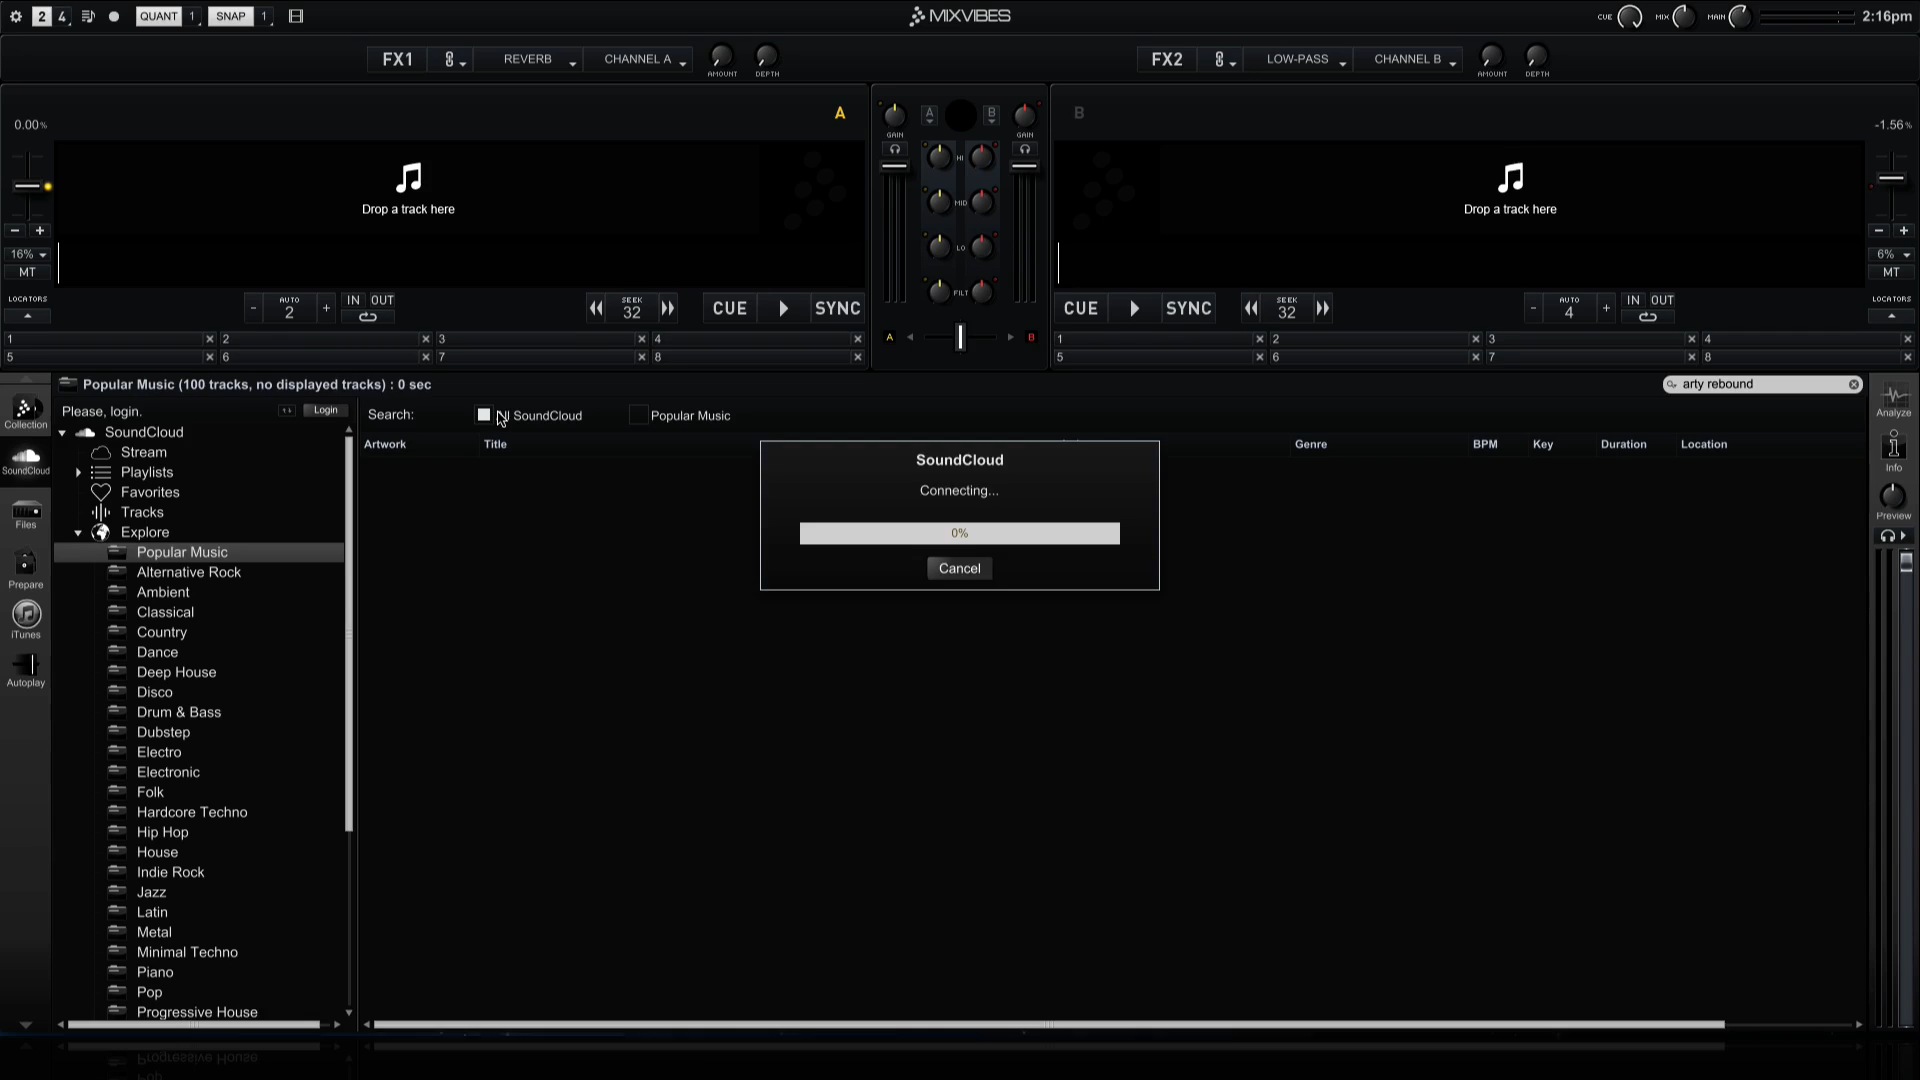 2 4 QUANT 1 SNAP 1 MIXVIBES CUE MIX MAIN 2:16pm
FX1 REVERB CHANNEL A AMOUNT DEPTH FX2 LOW-PASS CHANNEL B AMOUNT DEPTH
0.00% A GAIN A B GAIN B -1.56%
HI
MID
LO
FILT
Drop a track here
Drop a track here
- +
- +
16%
6%
MT
MT
LOCATORS
LOCATORS
- AUTO 2 + IN OUT SEEK 32 CUE SYNC
CUE SYNC SEEK 32 - AUTO 4 + IN OUT
A B
1 2 3 4
5 6 7 8
1 2 3 4
5 6 7 8
Popular Music (100 tracks, no displayed tracks) : 0 sec
arty rebound
Collection
SoundCloud
Files
Prepare
iTunes
Autoplay
Please, login. Login
SoundCloud
Stream
Playlists
Favorites
Tracks
Explore
Popular Music
Alternative Rock
Ambient
Classical
Country
Dance
Deep House
Disco
Drum & Bass
Dubstep
Electro
Electronic
Folk
Hardcore Techno
Hip Hop
House
Indie Rock
Jazz
Latin
Metal
Minimal Techno
Piano
Pop
Progressive House
Search: SoundCloud Popular Music
Artwork Title Genre BPM Key Duration Location
SoundCloud
Connecting...
0%
Cancel
Analyze
Info
Preview